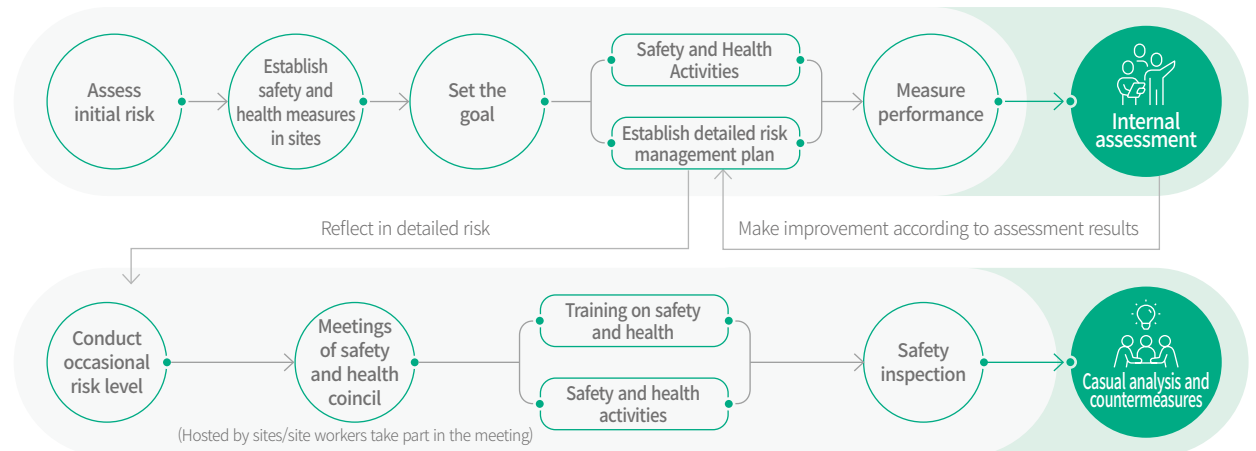 Assess
initial risk
Establish
safety and
health measures
in sites
Set the
goal
Safety and Health
Activities
Establish detailed risk
management plan
Measure
performance
Internal
assessment
Reflect in detailed risk
Make improvement according to assessment results
Conduct
occasional
risk level
Meetings
of safety
and health
coincil
(Hosted by sites/site workers take part in the meeting)
Training on safety
and health
Safety and health
activities
Safety
inspection
Casual analysis and
countermeasures